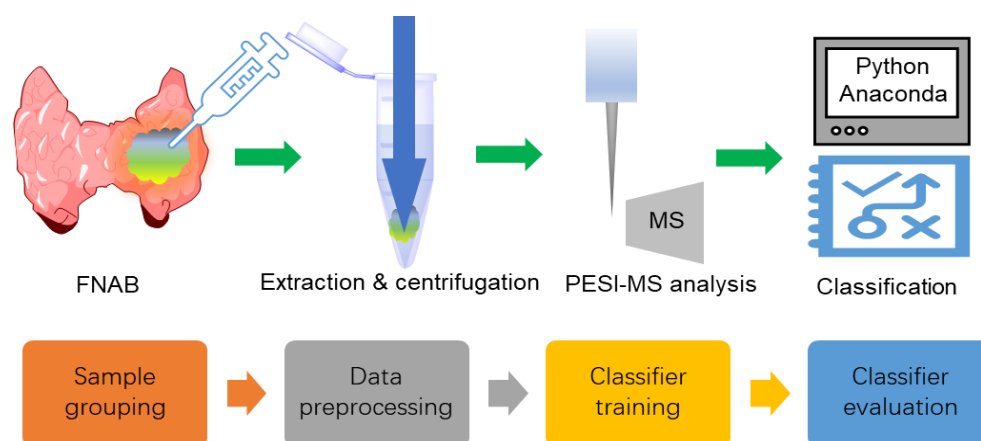 Python
Anaconda
MS
FNAB
Extraction & centrifugation
PESI-MS analysis
Classification
Sample
grouping
Data
preprocessing
Classifier
training
Classifier
evaluation